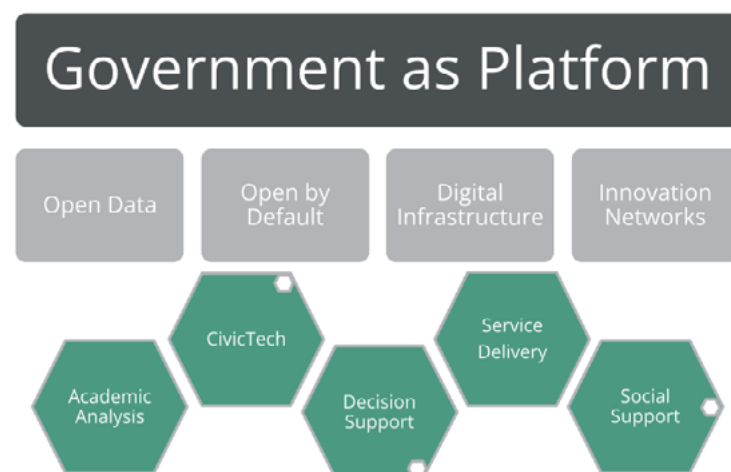 Government as Platform
Open Data
Open by
Default
Digital
Infrastructure
Innovation
Networks
CivicTech
Service
Delivery
Academic
Analysis
Decision
Support
Social
Support